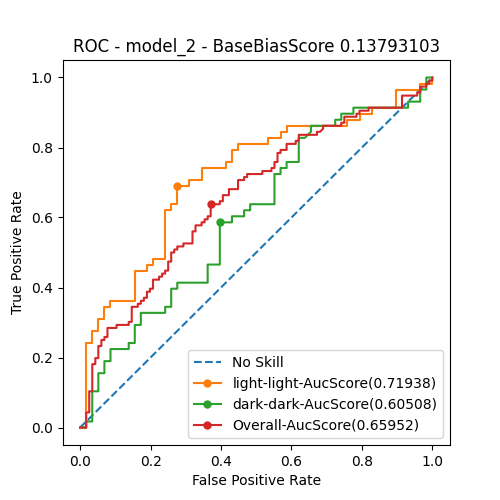 ROC - model_2 - BaseBiasScore 0.13793103
1.0
0.8
0.6
0.4
0.2
0.0
True Positive Rate
No Skill
light-light-AucScore(0.71938)
dark-dark-AucScore(0.60508)
Overall-AucScore(0.65952)
0.0 0.2 0.4 0.6 0.8 1.0
False Positive Rate